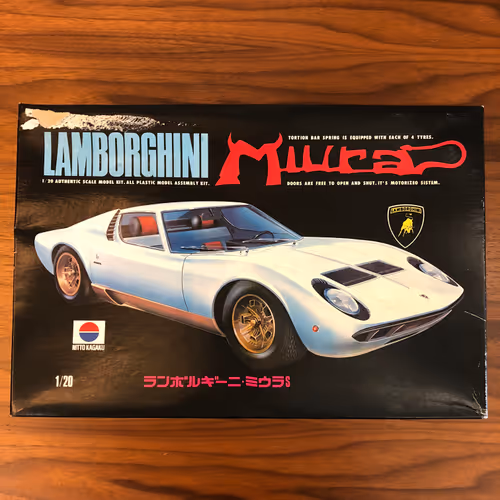 LAMBORGHINI
Miura
TORTION BAR SPRING IS EQUIPPED WITH EACH OF 4 TYRES.
1/20 AUTHENTIC SCALE MODEL KIT. ALL PLASTIC MODEL ASSEMBLY KIT.
DOORS ARE FREE TO OPEN AND SHUT. IT'S MOTORIZED SISTEM.
LAMBORGHINI
NITTO KAGAKU
1/20
ランボルギーニ・ミウラS